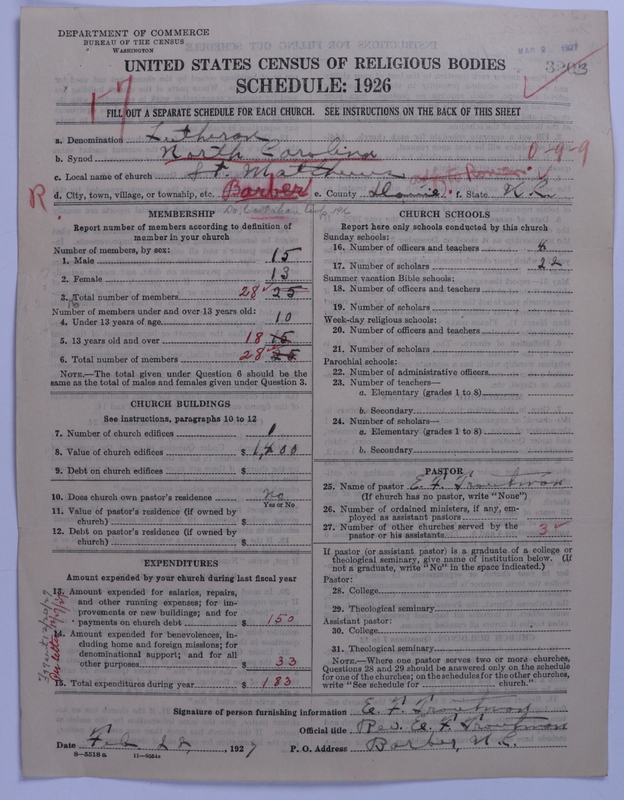 DEPARTMENT OF COMMERCE
BUREAU OF THE CENSUS
WASHINGTON
MAR 2 1927
3203
UNITED STATES CENSUS OF RELIGIOUS BODIES
SCHEDULE: 1926
1-7
FILL OUT A SEPARATE SCHEDULE FOR EACH CHURCH. SEE INSTRUCTIONS ON THE BACK OF THIS SHEET
a. Denomination Lutheran
b. Synod North Carolina 0-9-9
c. Local name of church St. Matthews
R d. City, town, village, or township, etc. Barber e. County f. State N.C.
MEMBERSHIP
Report number of members according to definition of member in your church
Number of members, by sex:
1. Male 15
2. Female 13
3. Total number of members 28 25
Number of members under and over 13 years old:
4. Under 13 years of age 10
5. 13 years old and over 18 15
6. Total number of members 28 25
NOTE.—The total given under Question 6 should be the same as the total of males and females given under Question 3.
CHURCH BUILDINGS
See instructions, paragraphs 10 to 12
7. Number of church edifices 1
8. Value of church edifices $
9. Debt on church edifices $
10. Does church own pastor's residence no
Yes or No
11. Value of pastor's residence (if owned by church) $
12. Debt on pastor's residence (if owned by church) $
EXPENDITURES
Amount expended by your church during last fiscal year
13. Amount expended for salaries, repairs, and other running expenses; for improvements or new buildings; and for payments on church debt $ 150
14. Amount expended for benevolences, including home and foreign missions; for denominational support; and for all other purposes $ 33
15. Total expenditures during year $ 183
CHURCH SCHOOLS
Report here only schools conducted by this church
Sunday schools:
16. Number of officers and teachers
17. Number of scholars 22
Summer vacation Bible schools:
18. Number of officers and teachers
19. Number of scholars
Week-day religious schools:
20. Number of officers and teachers
21. Number of scholars
Parochial schools:
22. Number of administrative officers
23. Number of teachers—
a. Elementary (grades 1 to 8)
b. Secondary
24. Number of scholars—
a. Elementary (grades 1 to 8)
b. Secondary
PASTOR
25. Name of pastor E. F. Troutman
(If church has no pastor, write "None")
26. Number of ordained ministers, if any, employed as assistant pastors
27. Number of other churches served by the pastor or his assistants 3
If pastor (or assistant pastor) is a graduate of a college or theological seminary, give name of institution below. (If not a graduate, write "No" in the space indicated.)
Pastor:
28. College
29. Theological seminary
Assistant pastor:
30. College
31. Theological seminary
NOTE.—Where one pastor serves two or more churches, Questions 28 and 29 should be answered only on the schedule for one of the churches; on the schedules for the other churches, write "See schedule for church."
Signature of person furnishing information E. F. Troutman
Official title Rev. E. F. Troutman
Date Feb 22, 1927 P. O. Address Barber, N.C.
8—5518 a 11—9554a